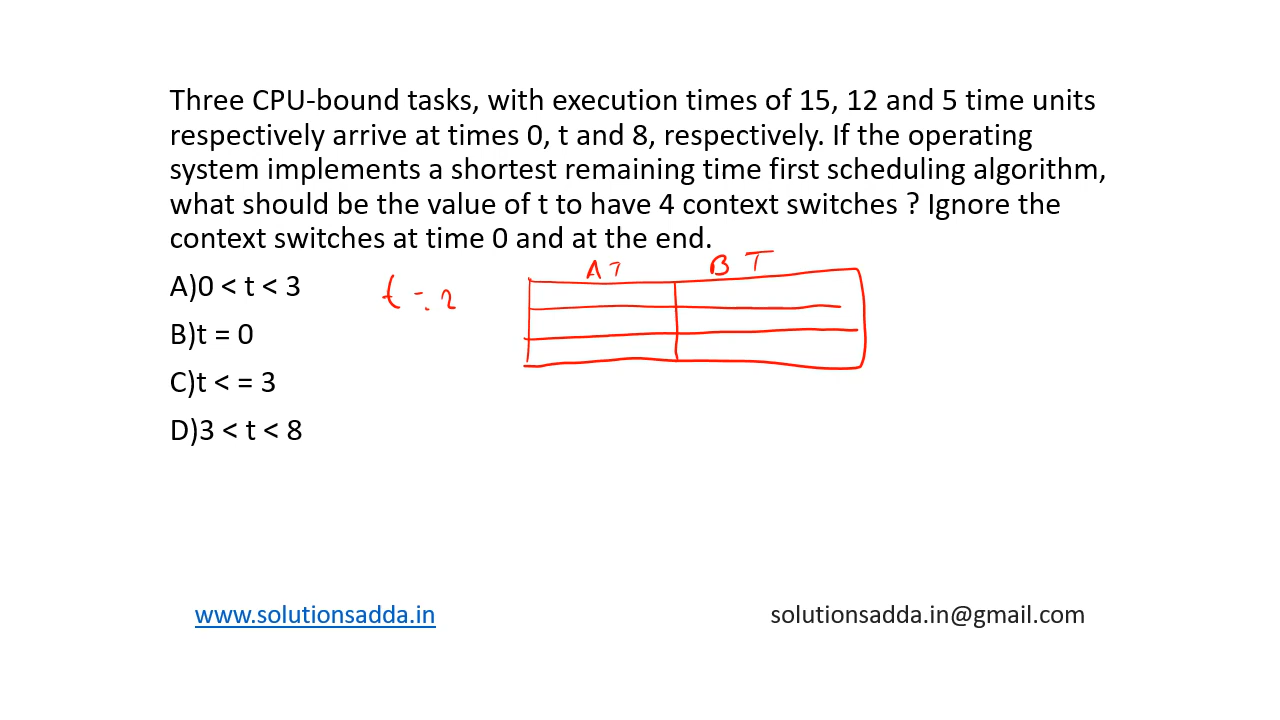 Three CPU-bound tasks, with execution times of 15, 12 and 5 time units
respectively arrive at times 0, t and 8, respectively. If the operating
system implements a shortest remaining time first scheduling algorithm,
what should be the value of t to have 4 context switches ? Ignore the
context switches at time 0 and at the end.
AT BT
A)0 < t < 3
t = 2
B)t = 0
C)t < = 3
D)3 < t < 8
www.solutionsadda.in
solutionsadda.in@gmail.com